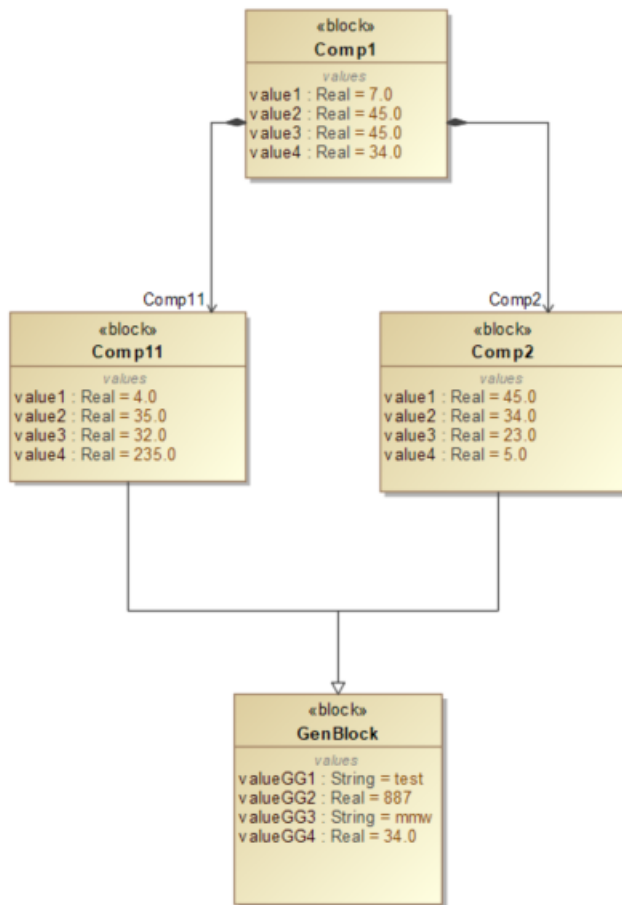 «block»
Comp1
values
value1 : Real = 7.0
value2 : Real = 45.0
value3 : Real = 45.0
value4 : Real = 34.0
Comp11
Comp2
«block»
Comp11
values
value1 : Real = 4.0
value2 : Real = 35.0
value3 : Real = 32.0
value4 : Real = 235.0
«block»
Comp2
values
value1 : Real = 45.0
value2 : Real = 34.0
value3 : Real = 23.0
value4 : Real = 5.0
«block»
GenBlock
values
valueGG1 : String = test
valueGG2 : Real = 887
valueGG3 : String = mmw
valueGG4 : Real = 34.0